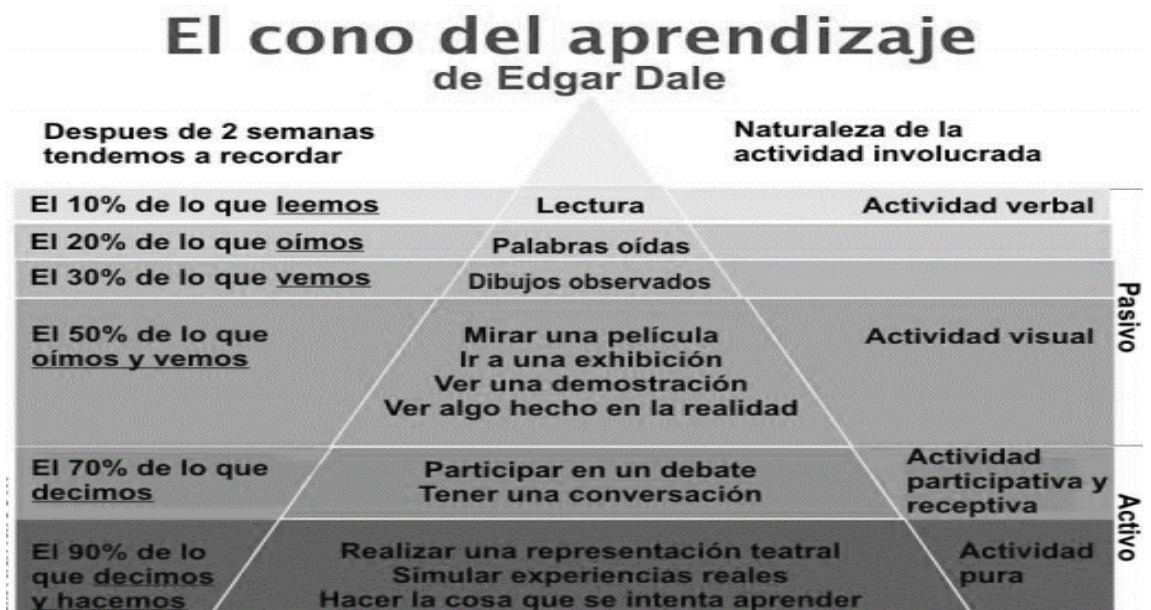 El cono del aprendizaje
de Edgar Dale
Despues de 2 semanas
tendemos a recordar
Naturaleza de la
actividad involucrada
El 10% de lo que leemos
Lectura
Actividad verbal
El 20% de lo que oímos
Palabras oídas
El 30% de lo que vemos
Dibujos observados
El 50% de lo que
oímos y vemos
Mirar una película
Ir a una exhibición
Ver una demostración
Ver algo hecho en la realidad
Actividad visual
Pasivo
El 70% de lo que
decimos
Participar en un debate
Tener una conversación
Actividad
participativa y
receptiva
El 90% de lo
que decimos
y hacemos
Realizar una representación teatral
Simular experiencias reales
Hacer la cosa que se intenta aprender
Actividad
pura
Activo